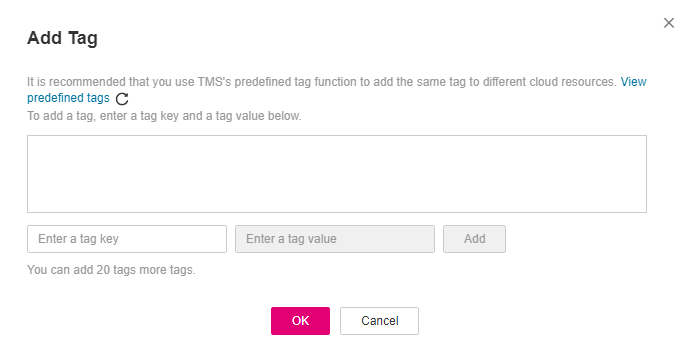 Add Tag
It is recommended that you use TMS's predefined tag function to add the same tag to different cloud resources. View
predefined tags
To add a tag, enter a tag key and a tag value below.
Enter a tag key Enter a tag value Add
You can add 20 tags more tags.
OK Cancel